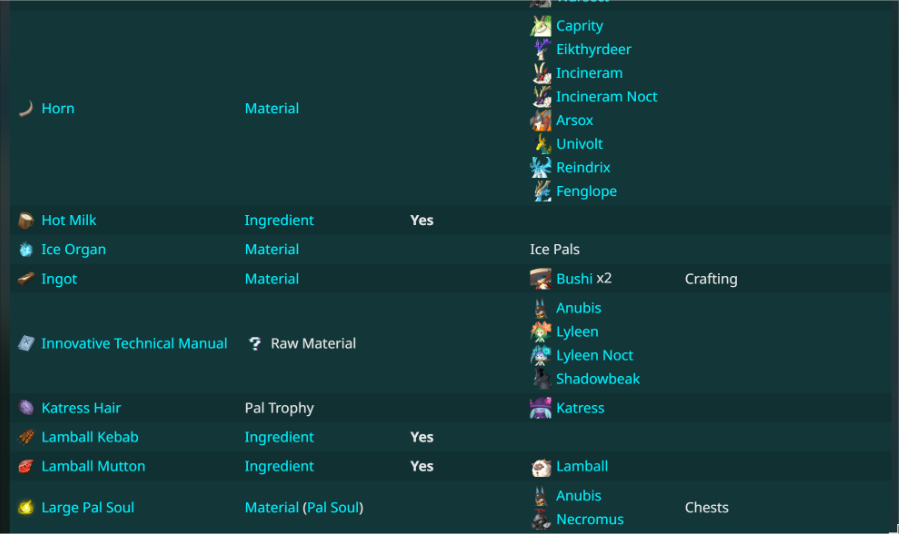 Caprity
Eikthyrdeer
Incineram
Incineram Noct
Horn Material Arsox
Univolt
Reindrix
Fenglope
Hot Milk Ingredient Yes
Ice Organ Material Ice Pals
Ingot Material Bushi x2 Crafting
Anubis
Lyleen
Innovative Technical Manual ? Raw Material
Lyleen Noct
Shadowbeak
Katress Hair Pal Trophy Katress
Lamball Kebab Ingredient Yes
Lamball Mutton Ingredient Yes Lamball
Anubis
Large Pal Soul Material (Pal Soul) Chests
Necromus